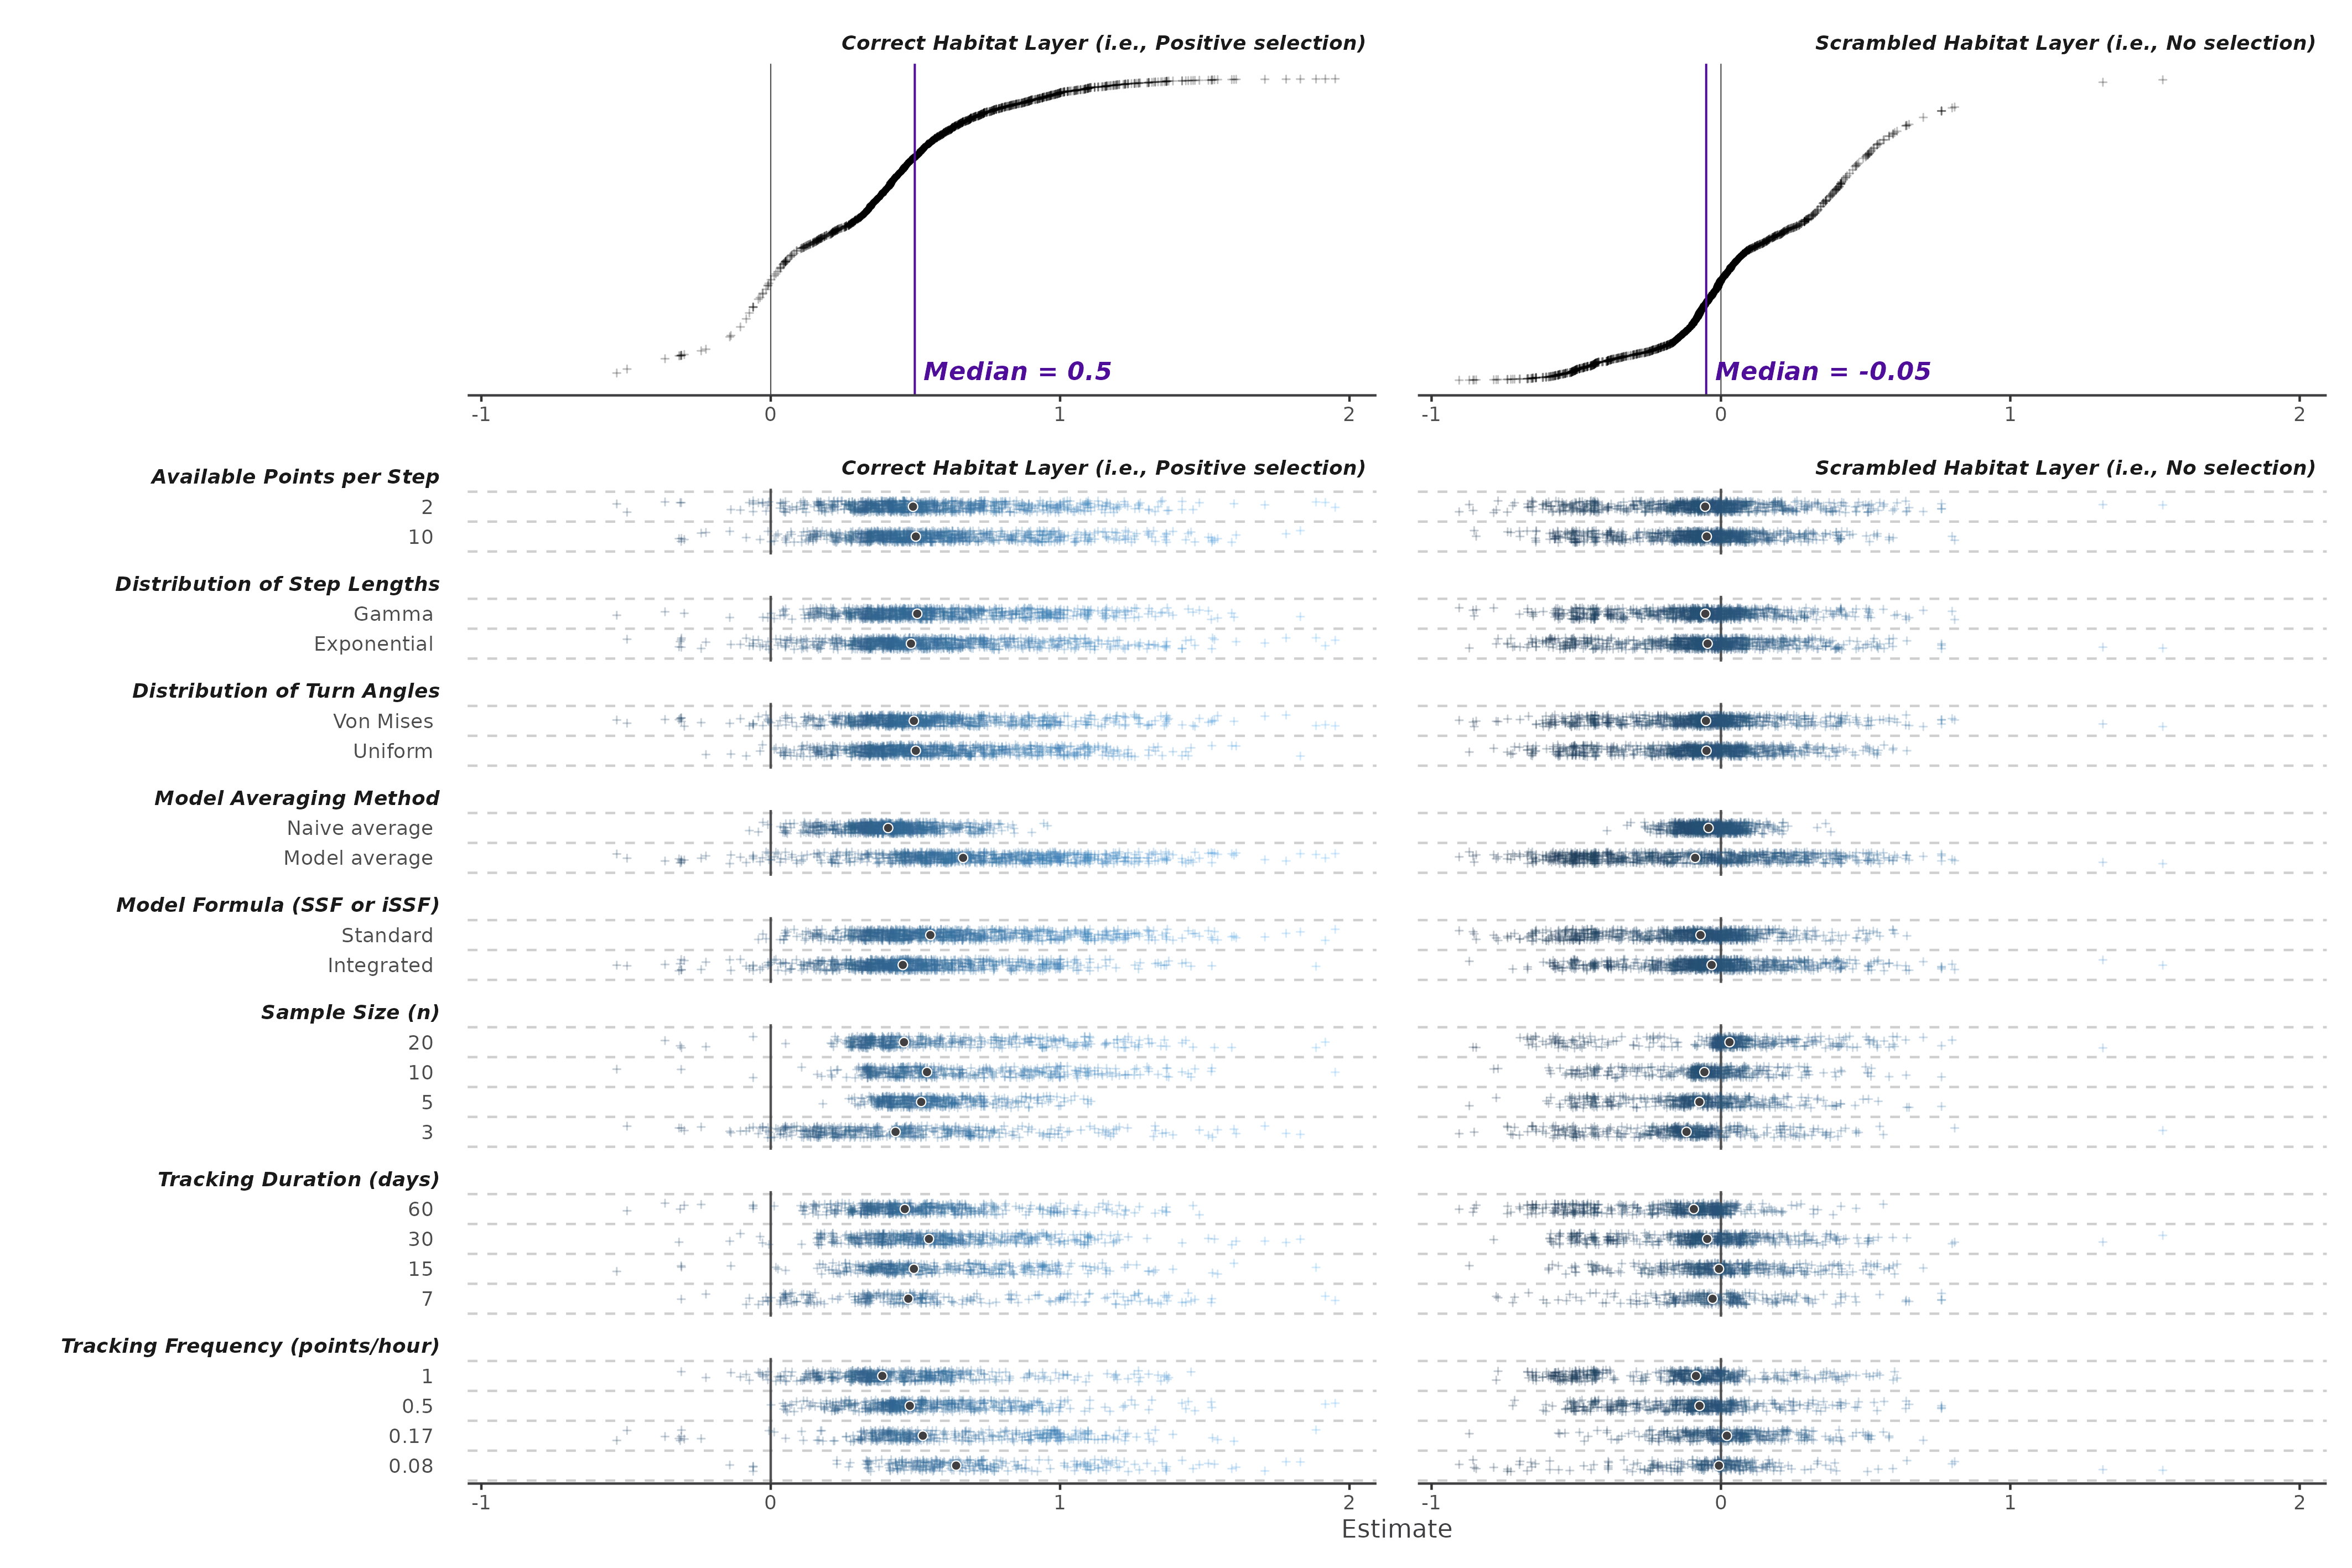 Correct Habitat Layer (i.e., Positive selection)
Scrambled Habitat Layer (i.e., No selection)
Median = 0.5
Median = -0.05
-1 0 1 2
-1 0 1 2
Correct Habitat Layer (i.e., Positive selection)
Scrambled Habitat Layer (i.e., No selection)
Available Points per Step
2
10
Distribution of Step Lengths
Gamma
Exponential
Distribution of Turn Angles
Von Mises
Uniform
Model Averaging Method
Naive average
Model average
Model Formula (SSF or iSSF)
Standard
Integrated
Sample Size (n)
20
10
5
3
Tracking Duration (days)
60
30
15
7
Tracking Frequency (points/hour)
1
0.5
0.17
0.08
-1 0 1 2
-1 0 1 2
Estimate